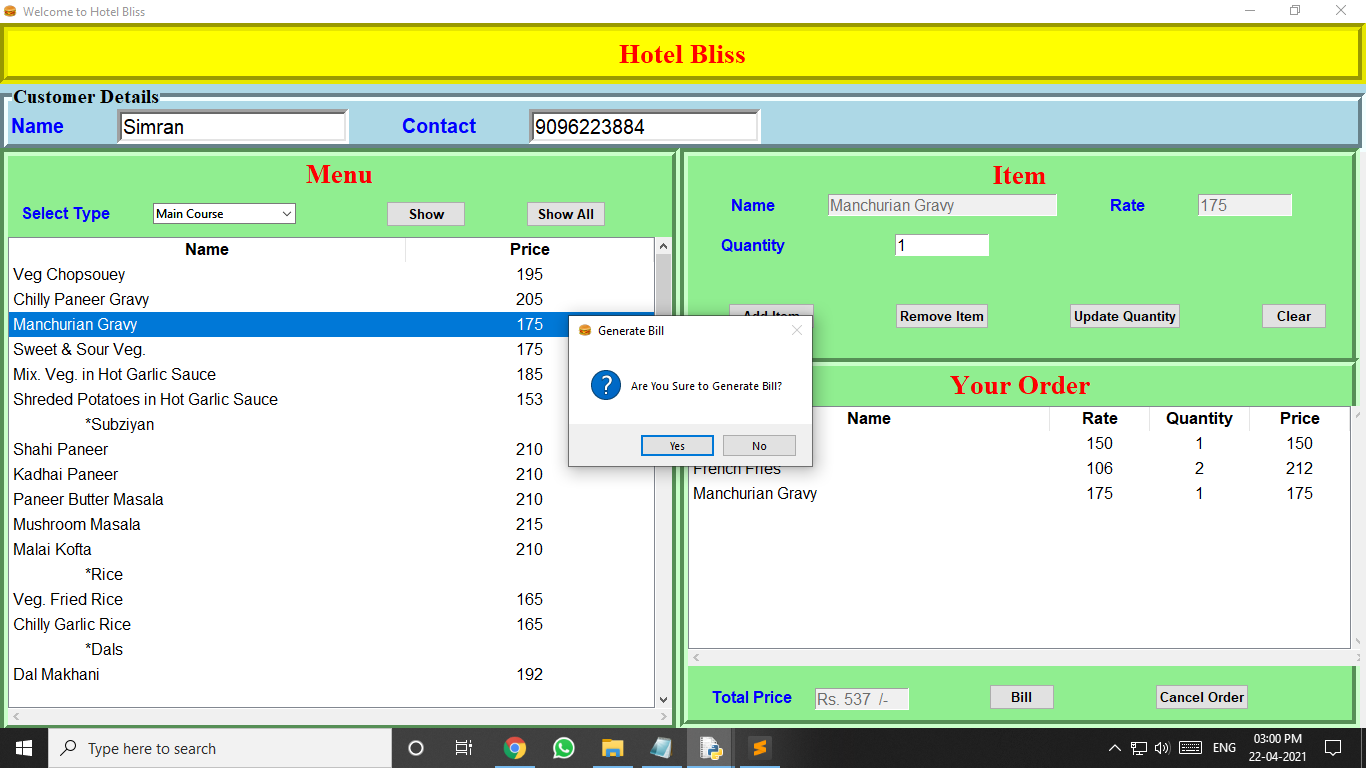 Welcome to Hotel Bliss
Hotel Bliss
Customer Details
Name Simran Contact 9096223884
Menu
Select Type Main Course Show Show All
Name Price
Veg Chopsouey 195
Chilly Paneer Gravy 205
Manchurian Gravy 175
Sweet & Sour Veg. 175
Mix. Veg. in Hot Garlic Sauce 185
Shreded Potatoes in Hot Garlic Sauce 153
*Subziyan
Shahi Paneer 210
Kadhai Paneer 210
Paneer Butter Masala 210
Mushroom Masala 215
Malai Kofta 210
*Rice
Veg. Fried Rice 165
Chilly Garlic Rice 165
*Dals
Dal Makhani 192
Item
Name Manchurian Gravy Rate 175
Quantity 1
Add Item Remove Item Update Quantity Clear
Generate Bill
? Are You Sure to Generate Bill?
Yes No
Your Order
Name Rate Quantity Price
150 1 150
French Fries 106 2 212
Manchurian Gravy 175 1 175
Total Price Rs. 537 /- Bill Cancel Order
Type here to search
ENG 03:00 PM
22-04-2021